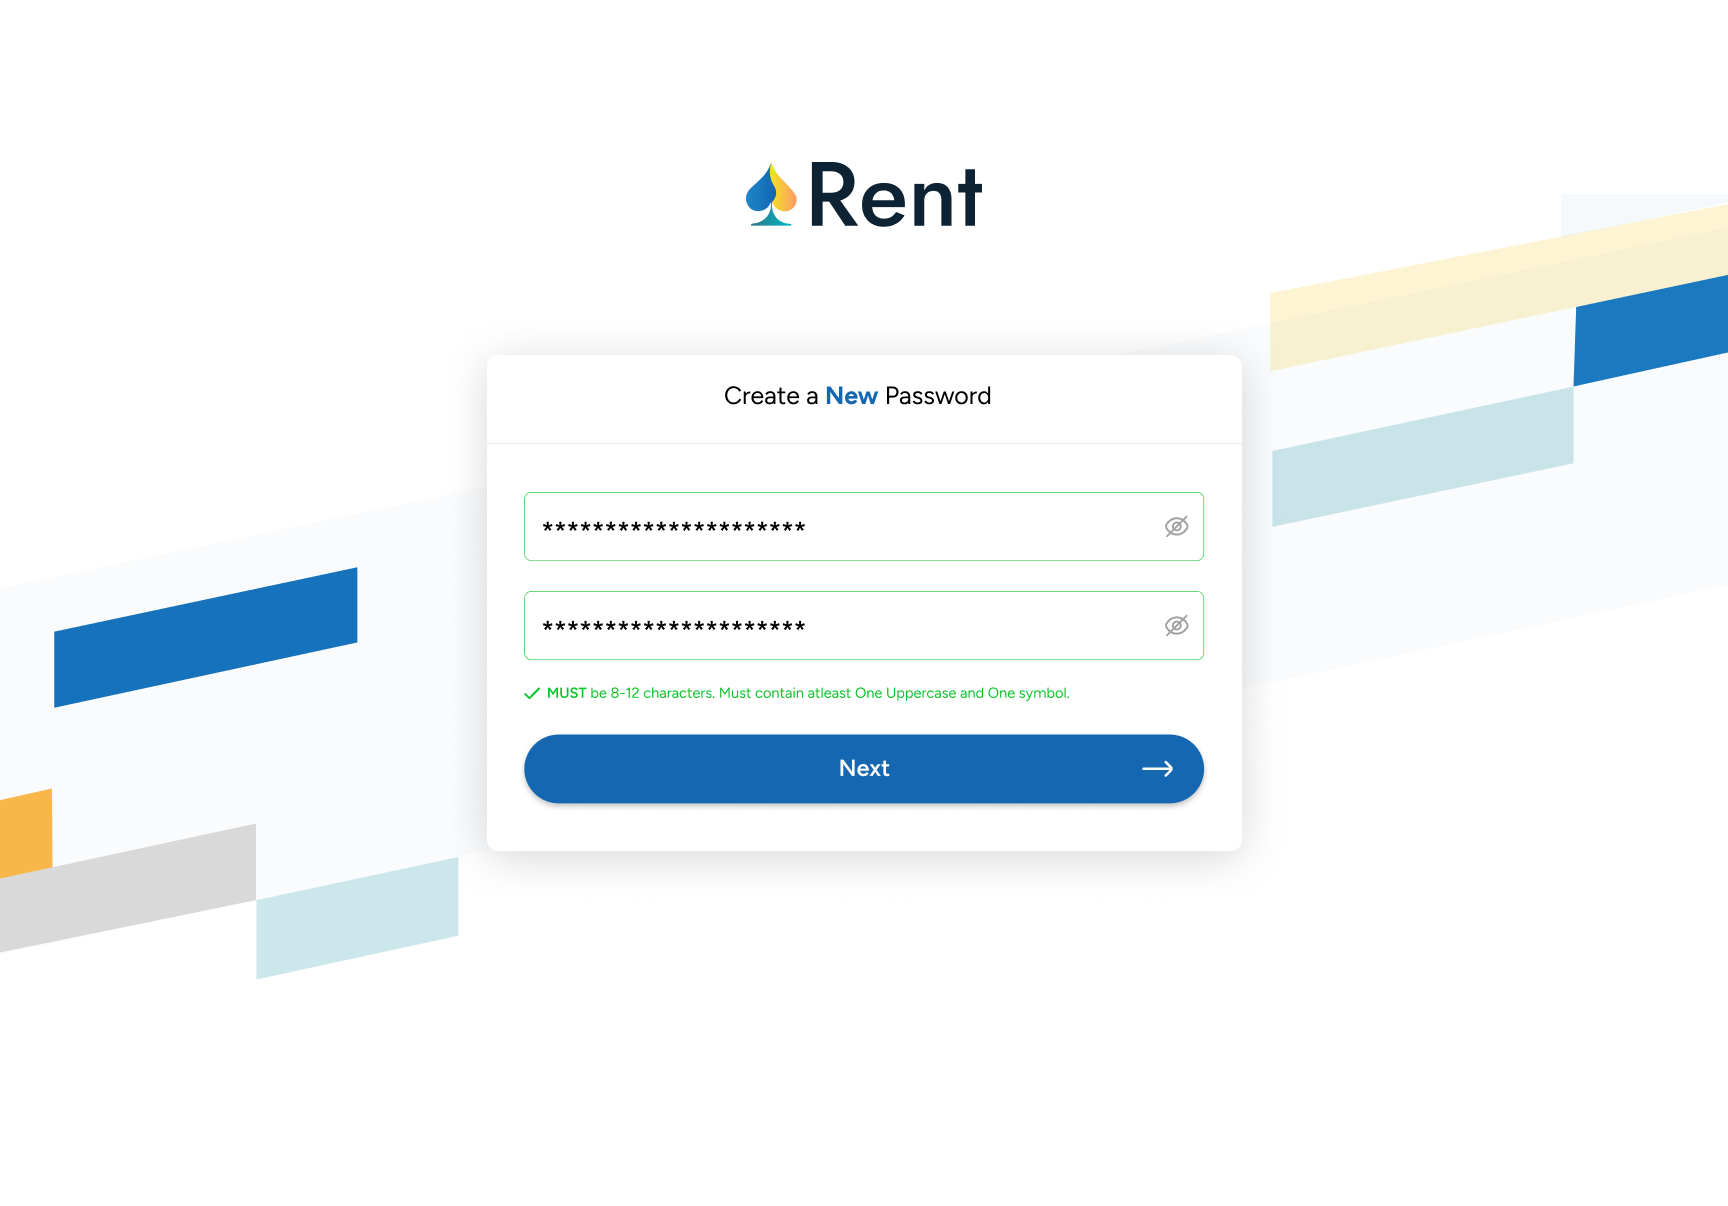 Rent
Create a New Password
*********************
*********************
MUST be 8-12 characters. Must contain atleast One Uppercase and One symbol.
Next